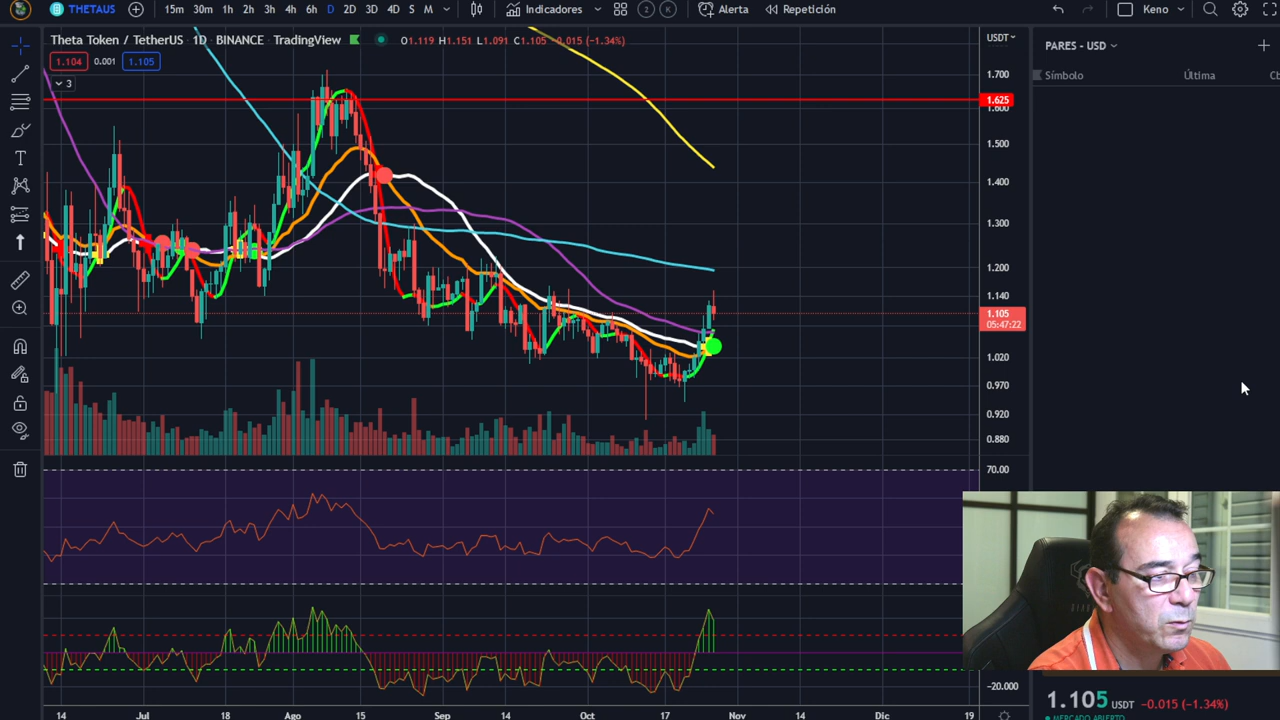 THETAUS 15m 30m 1h 2h 3h 4h 6h D 2D 3D 4D S M Indicadores 2 Alerta Repetición Keno
Theta Token / TetherUS · 1D · BINANCE · TradingView O1.119 H1.151 L1.091 C1.105 -0.015 (-1.34%)
USDT
PARES - USD
1.104 0.001 1.105
3
Símbolo Última
1.700
1.625
1.600
1.500
1.400
1.300
1.200
1.140
1.105
05:47:22
1.020
0.970
0.920
0.880
70.00
-20.000
1.105 USDT -0.015 (-1.34%)
MERCADO ABIERTO
14 Jul 18 Ago 15 Sep 14 Oct 17 Nov 14 Dic 19